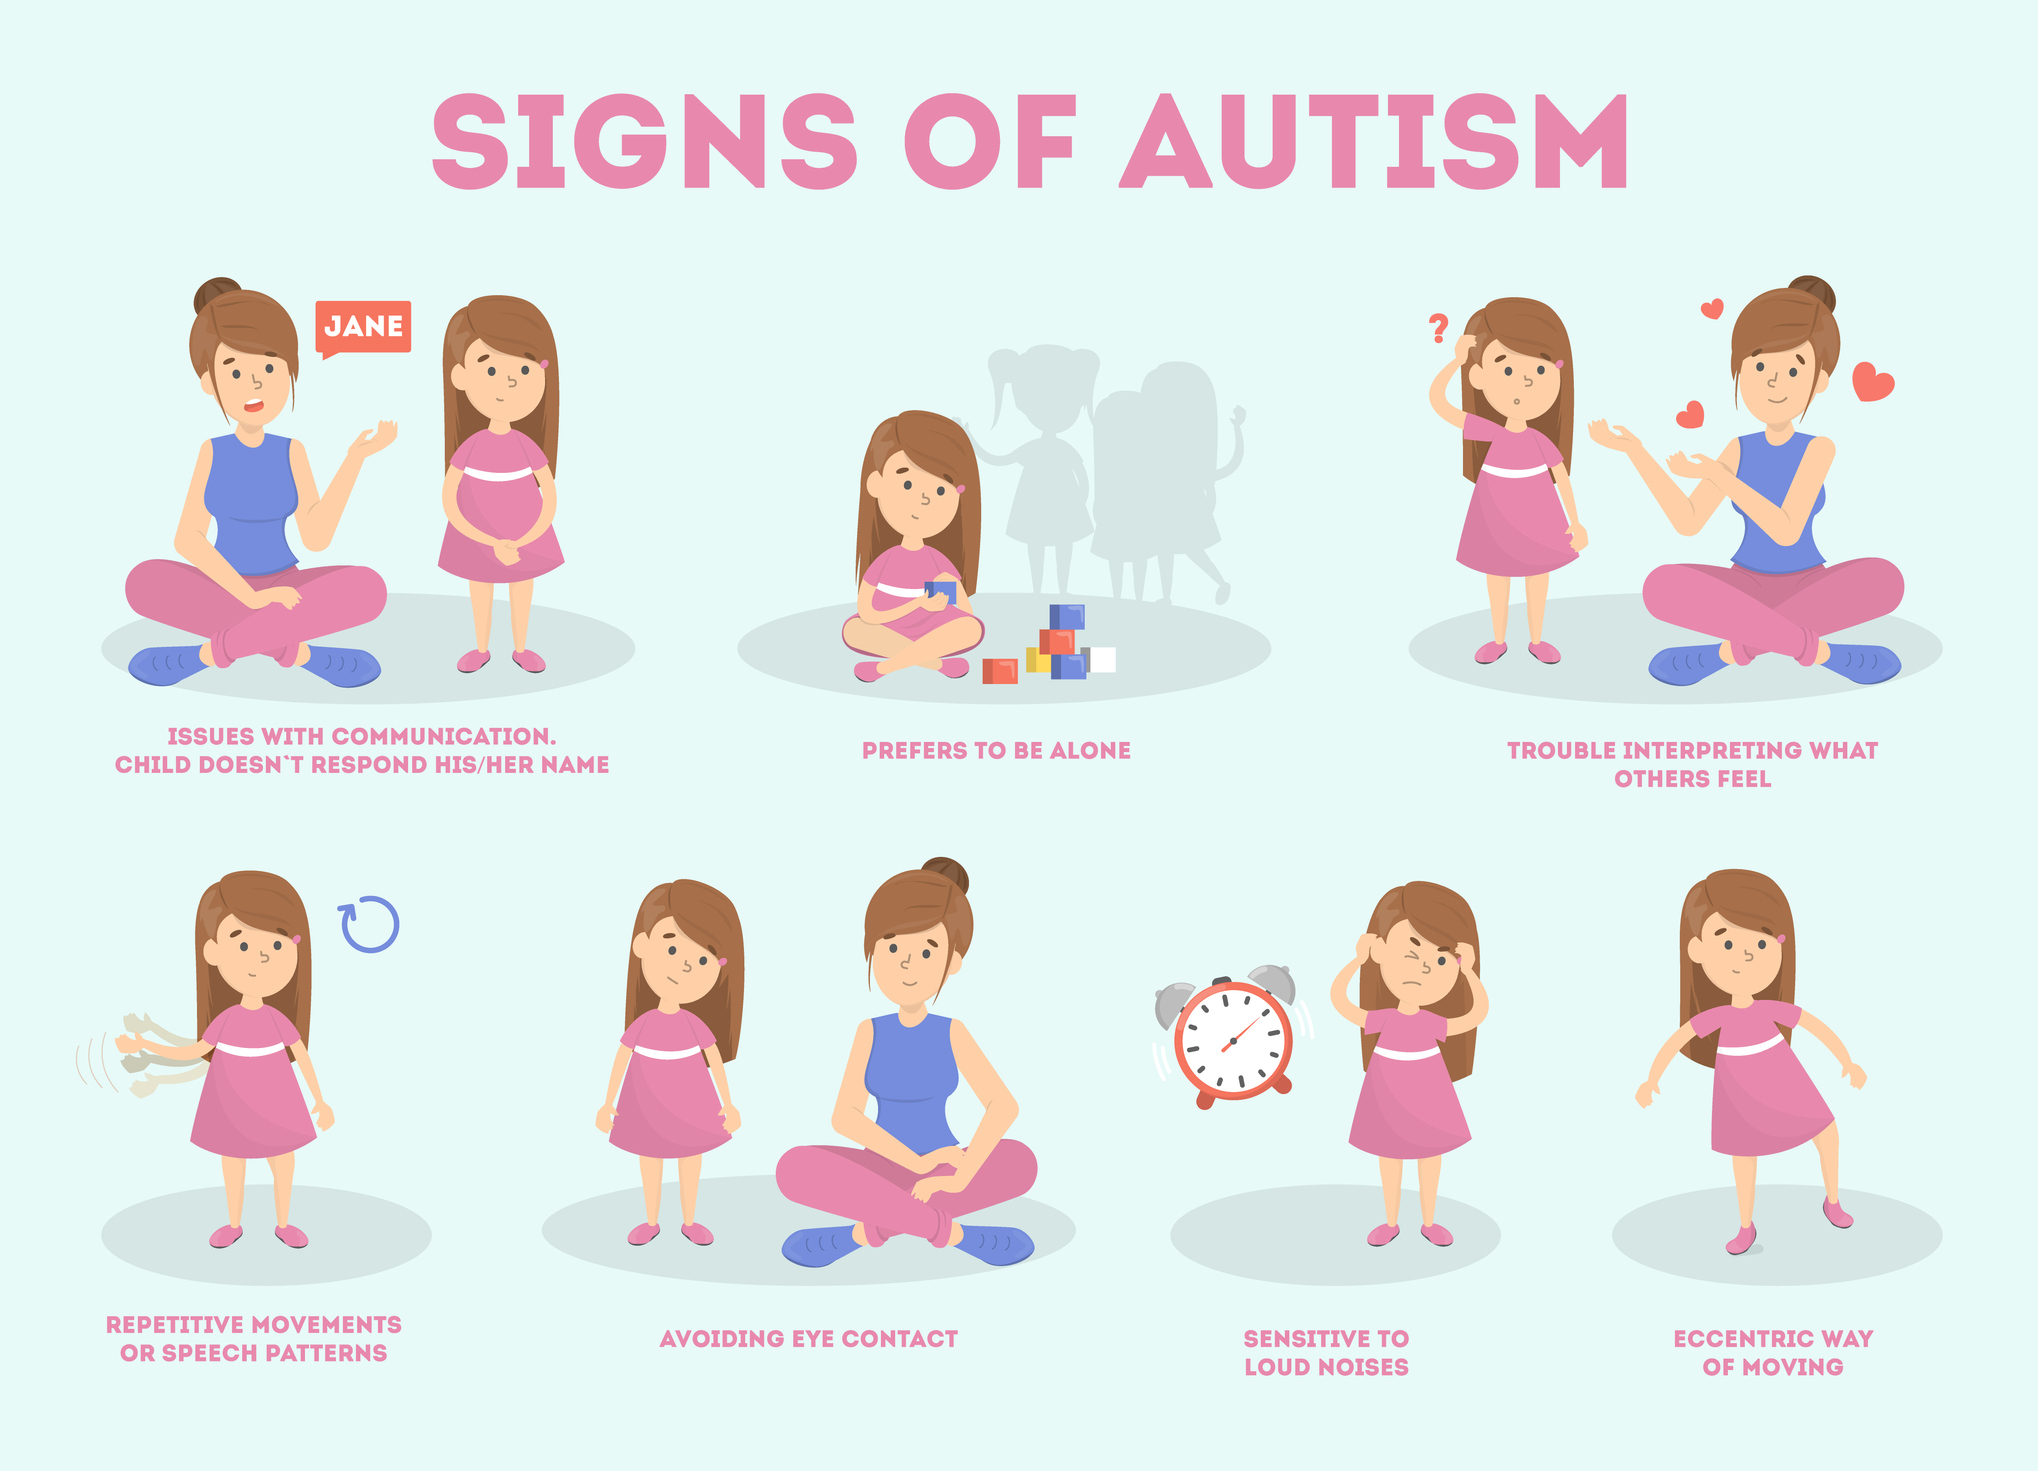 SIGNS OF AUTISM
JANE
?
ISSUES WITH COMMUNICATION.
CHILD DOESN`T RESPOND HIS/HER NAME
PREFERS TO BE ALONE
TROUBLE INTERPRETING WHAT
OTHERS FEEL
REPETITIVE MOVEMENTS
OR SPEECH PATTERNS
AVOIDING EYE CONTACT
SENSITIVE TO
LOUD NOISES
ECCENTRIC WAY
OF MOVING